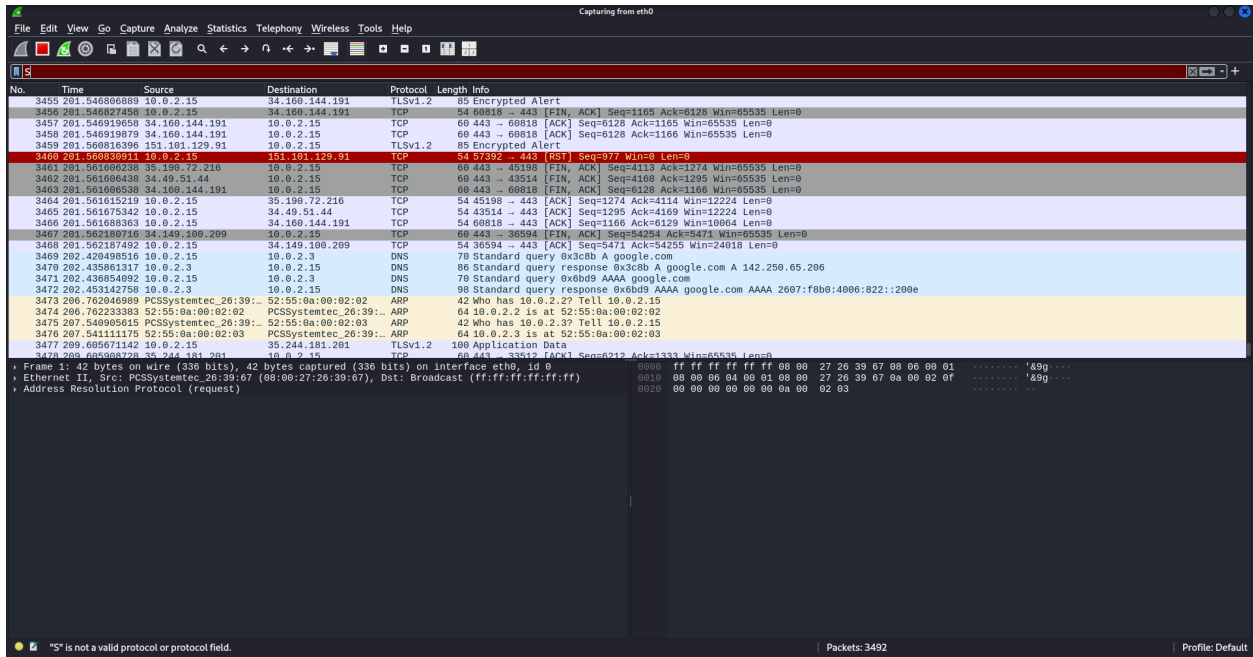 Capturing from eth0
File Edit View Go Capture Analyze Statistics Telephony Wireless Tools Help
S
No. Time Source Destination Protocol Length Info
3455 201.546806889 10.0.2.15 34.160.144.191 TLSv1.2 85 Encrypted Alert
3456 201.546827458 10.0.2.15 34.160.144.191 TCP 54 60818 → 443 [FIN, ACK] Seq=1165 Ack=6128 Win=65535 Len=0
3457 201.546919658 34.160.144.191 10.0.2.15 TCP 60 443 → 60818 [ACK] Seq=6128 Ack=1165 Win=65535 Len=0
3458 201.546919879 34.160.144.191 10.0.2.15 TCP 60 443 → 60818 [ACK] Seq=6128 Ack=1166 Win=65535 Len=0
3459 201.560816396 151.101.129.91 10.0.2.15 TLSv1.2 85 Encrypted Alert
3460 201.560830911 10.0.2.15 151.101.129.91 TCP 54 57392 → 443 [RST] Seq=977 Win=0 Len=0
3461 201.561606238 35.190.72.216 10.0.2.15 TCP 60 443 → 45198 [FIN, ACK] Seq=4113 Ack=1274 Win=65535 Len=0
3462 201.561606438 34.49.51.44 10.0.2.15 TCP 60 443 → 43514 [FIN, ACK] Seq=4168 Ack=1295 Win=65535 Len=0
3463 201.561606538 34.160.144.191 10.0.2.15 TCP 60 443 → 60818 [FIN, ACK] Seq=6128 Ack=1166 Win=65535 Len=0
3464 201.561615219 10.0.2.15 35.190.72.216 TCP 54 45198 → 443 [ACK] Seq=1274 Ack=4114 Win=12224 Len=0
3465 201.561675342 10.0.2.15 34.49.51.44 TCP 54 43514 → 443 [ACK] Seq=1295 Ack=4169 Win=12224 Len=0
3466 201.561688363 10.0.2.15 34.160.144.191 TCP 54 60818 → 443 [ACK] Seq=1166 Ack=6129 Win=10064 Len=0
3467 201.562180716 34.149.100.209 10.0.2.15 TCP 60 443 → 36594 [FIN, ACK] Seq=54254 Ack=5471 Win=65535 Len=0
3468 201.562187492 10.0.2.15 34.149.100.209 TCP 54 36594 → 443 [ACK] Seq=5471 Ack=54255 Win=24018 Len=0
3469 202.420498516 10.0.2.15 10.0.2.3 DNS 70 Standard query 0x3c8b A google.com
3470 202.435861317 10.0.2.3 10.0.2.15 DNS 86 Standard query response 0x3c8b A google.com A 142.250.65.206
3471 202.436854092 10.0.2.15 10.0.2.3 DNS 70 Standard query 0x6bd9 AAAA google.com
3472 202.453142758 10.0.2.3 10.0.2.15 DNS 98 Standard query response 0x6bd9 AAAA google.com AAAA 2607:f8b0:4006:822::200e
3473 206.762046989 PCSSystemtec_26:39:… 52:55:0a:00:02:02 ARP 42 Who has 10.0.2.2? Tell 10.0.2.15
3474 206.762233383 52:55:0a:00:02:02 PCSSystemtec_26:39:… ARP 64 10.0.2.2 is at 52:55:0a:00:02:02
3475 207.540905615 PCSSystemtec_26:39:… 52:55:0a:00:02:03 ARP 42 Who has 10.0.2.3? Tell 10.0.2.15
3476 207.541111175 52:55:0a:00:02:03 PCSSystemtec_26:39:… ARP 64 10.0.2.3 is at 52:55:0a:00:02:03
3477 209.605671142 10.0.2.15 35.244.181.201 TLSv1.2 100 Application Data
3478 209.605908728 35.244.181.201 10.0.2.15 TCP 60 443 → 33512 [ACK] Seq=6212 Ack=1333 Win=65535 Len=0
Frame 1: 42 bytes on wire (336 bits), 42 bytes captured (336 bits) on interface eth0, id 0
Ethernet II, Src: PCSSystemtec_26:39:67 (08:00:27:26:39:67), Dst: Broadcast (ff:ff:ff:ff:ff:ff)
Address Resolution Protocol (request)
0000 ff ff ff ff ff ff 08 00 27 26 39 67 08 06 00 01 ········ '&9g····
0010 08 00 06 04 00 01 08 00 27 26 39 67 0a 00 02 0f ········ '&9g····
0020 00 00 00 00 00 00 0a 00 02 03 ········ ··
"S" is not a valid protocol or protocol field.
Packets: 3492
Profile: Default